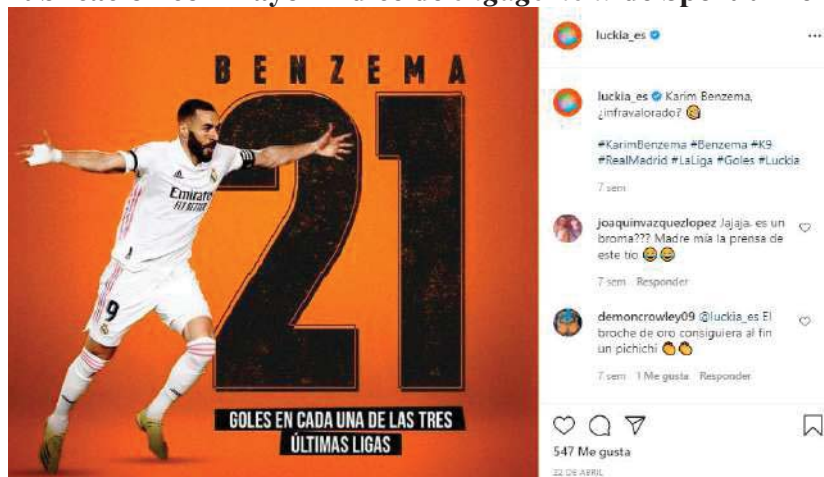 luckia_es
BENZEMA
21
Emirates
FLY BETTER
9
GOLES EN CADA UNA DE LAS TRES
ÚLTIMAS LIGAS
luckia_es Karim Benzema,
¿infravalorado?
#KarimBenzema #Benzema #K9
#RealMadrid #LaLiga #Goles #Luckia
7 sem
joaquinvazquezlopez Jajaja. es un
broma??? Madre mía la prensa de
este tio
7 sem Responder
demoncrowley09 @luckia_es El
broche de oro consiguiera al fin
un pichichi
7 sem 1 Me gusta Responder
547 Me gusta
22 DE ABRIL